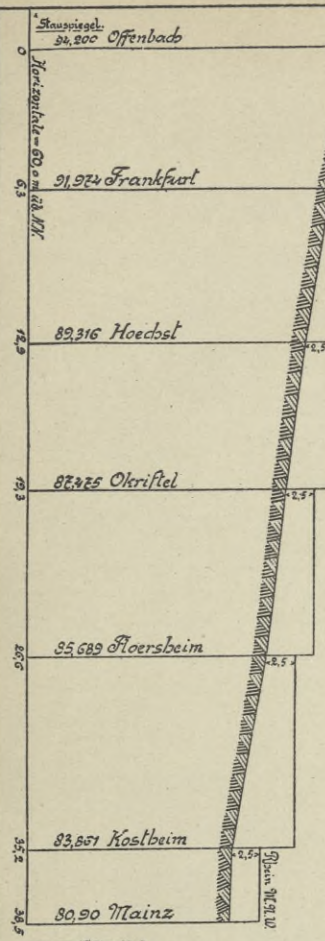 Stauspiegel.
94,200 Offenbach
0
Horizontale = 60,0 m üb. NN.
91,974 Frankfurt
6,3
89,316 Hoechst
12,9
2,5
87,475 Okriftel
19,3
2,5
85,689 Floersheim
26,6
2,5
83,851 Kostheim
35,2
2,5
Rhein M.N.W.
80,90 Mainz
38,5